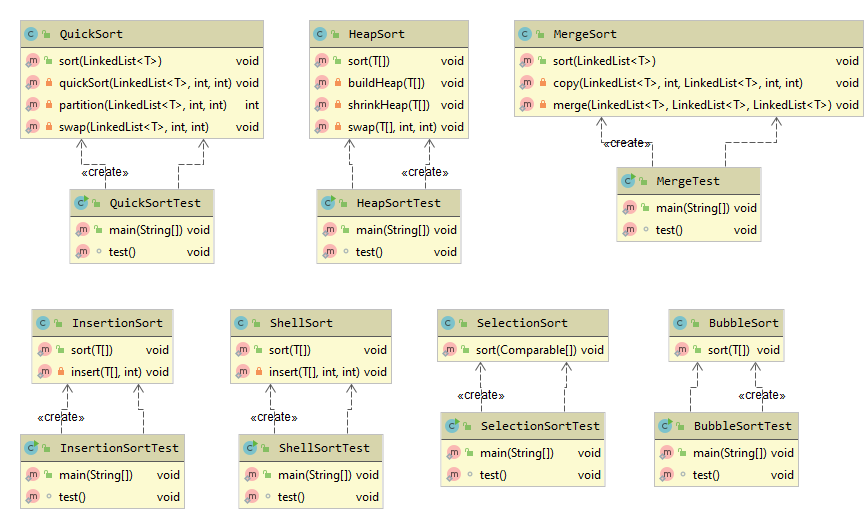 QuickSort
sort(LinkedList<T>) void
quickSort(LinkedList<T>, int, int) void
partition(LinkedList<T>, int, int) int
swap(LinkedList<T>, int, int) void
«create»
QuickSortTest
main(String[]) void
test() void
HeapSort
sort(T[]) void
buildHeap(T[]) void
shrinkHeap(T[]) void
swap(T[], int, int) void
«create»
HeapSortTest
main(String[]) void
test() void
MergeSort
sort(LinkedList<T>) void
copy(LinkedList<T>, int, LinkedList<T>, int, int) void
merge(LinkedList<T>, LinkedList<T>, LinkedList<T>) void
«create»
MergeTest
main(String[]) void
test() void
InsertionSort
sort(T[]) void
insert(T[], int) void
«create»
InsertionSortTest
main(String[]) void
test() void
ShellSort
sort(T[]) void
insert(T[], int, int) void
«create»
ShellSortTest
main(String[]) void
test() void
SelectionSort
sort(Comparable[]) void
«create»
SelectionSortTest
main(String[]) void
test() void
BubbleSort
sort(T[]) void
«create»
BubbleSortTest
main(String[]) void
test() void